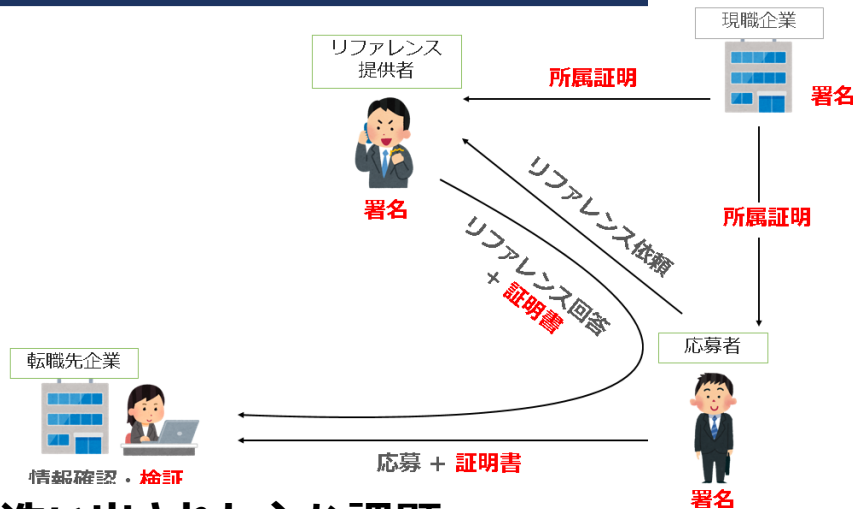 現職企業
リファレンス
提供者
所属証明
署名
署名
リファレンス依頼
所属証明
リファレンス回答
+ 証明書
応募者
転職先企業
応募 + 証明書
情報確認・検証
署名